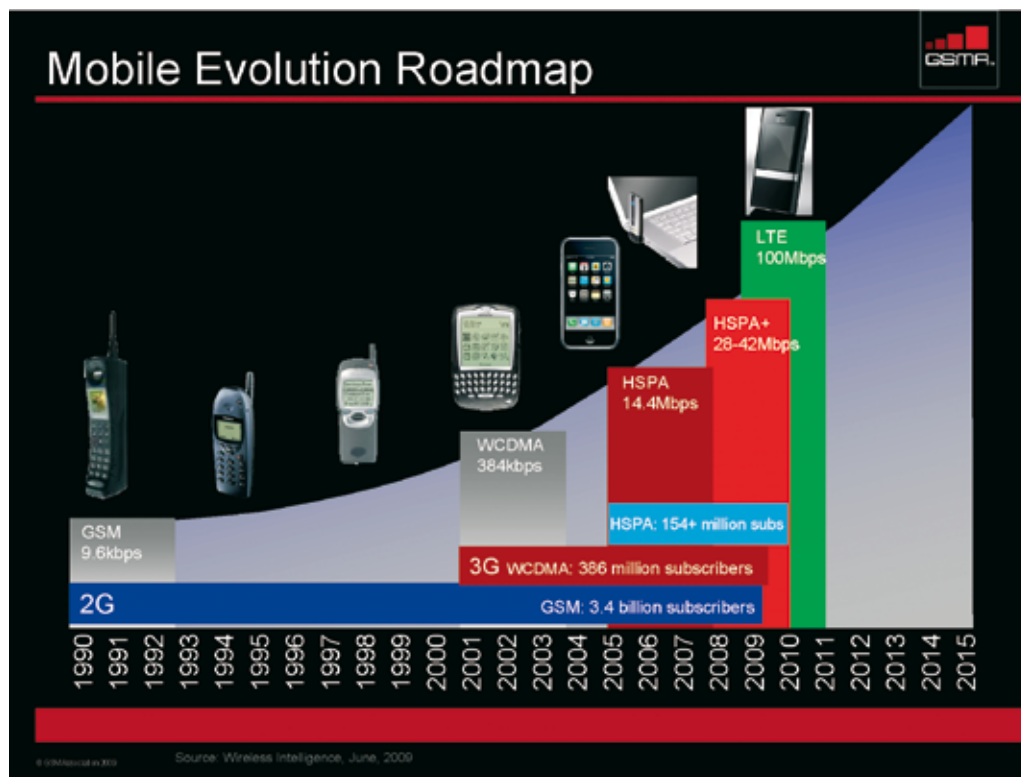 Mobile Evolution Roadmap
GSMA
LTE
100Mbps
HSPA+
28-42Mbps
HSPA
14.4Mbps
WCDMA
384kbps
GSM
9.6kbps
HSPA: 154+ million subs
3G WCDMA: 386 million subscribers
2G GSM: 3.4 billion subscribers
1990 1991 1992 1993 1994 1995 1996 1997 1998 1999 2000 2001 2002 2003 2004 2005 2006 2007 2008 2009 2010 2011 2012 2013 2014 2015
Source: Wireless Intelligence, June, 2009